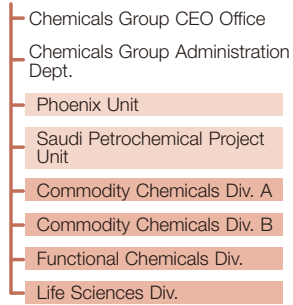 Chemicals Group CEO Office
Chemicals Group Administration
Dept.
Phoenix Unit
Saudi Petrochemical Project
Unit
Commodity Chemicals Div. A
Commodity Chemicals Div. B
Functional Chemicals Div.
Life Sciences Div.